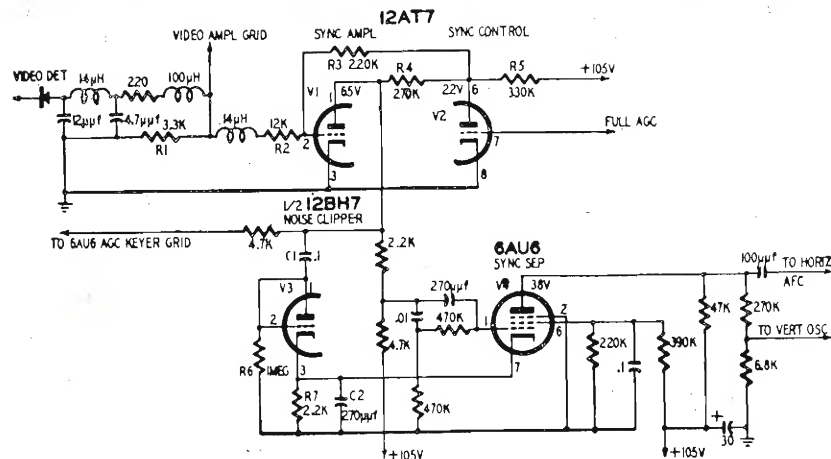 12AT7
VIDEO AMPL GRID
SYNC AMPL
SYNC CONTROL
R3 220K
VIDEO DET
14μH
220
100μH
V1
1
65V
R4
270K
22V
6
R5
330K
+105V
12μμf
4.7μμf
3.3K
R1
14μH
12K
R2
2
3
V2
7
8
FULL AGC
1/2 12BH7
NOISE CLIPPER
TO 6AU6 AGC KEYER GRID
4.7K
C1
.1
2.2K
6AU6
SYNC SEP
V3
1
2
3
270μμf
V4
38V
100μμf
TO HORIZ
AFC
.01
470K
1
2
6
7
47K
270K
TO VERT OSC
4.7K
220K
.1
390K
6.8K
R6
1MEG
R7
2.2K
C2
270μμf
470K
+
30
+105V
+105V